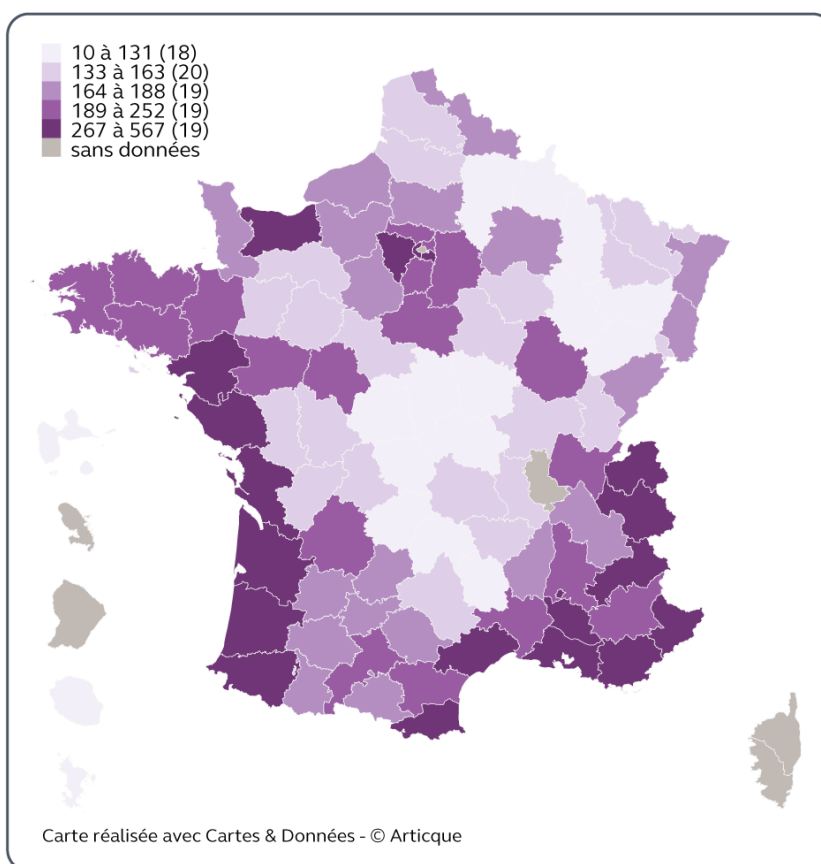 10 à 131 (18)
133 à 163 (20)
164 à 188 (19)
189 à 252 (19)
267 à 567 (19)
sans données
Carte réalisée avec Cartes & Données - © Articque